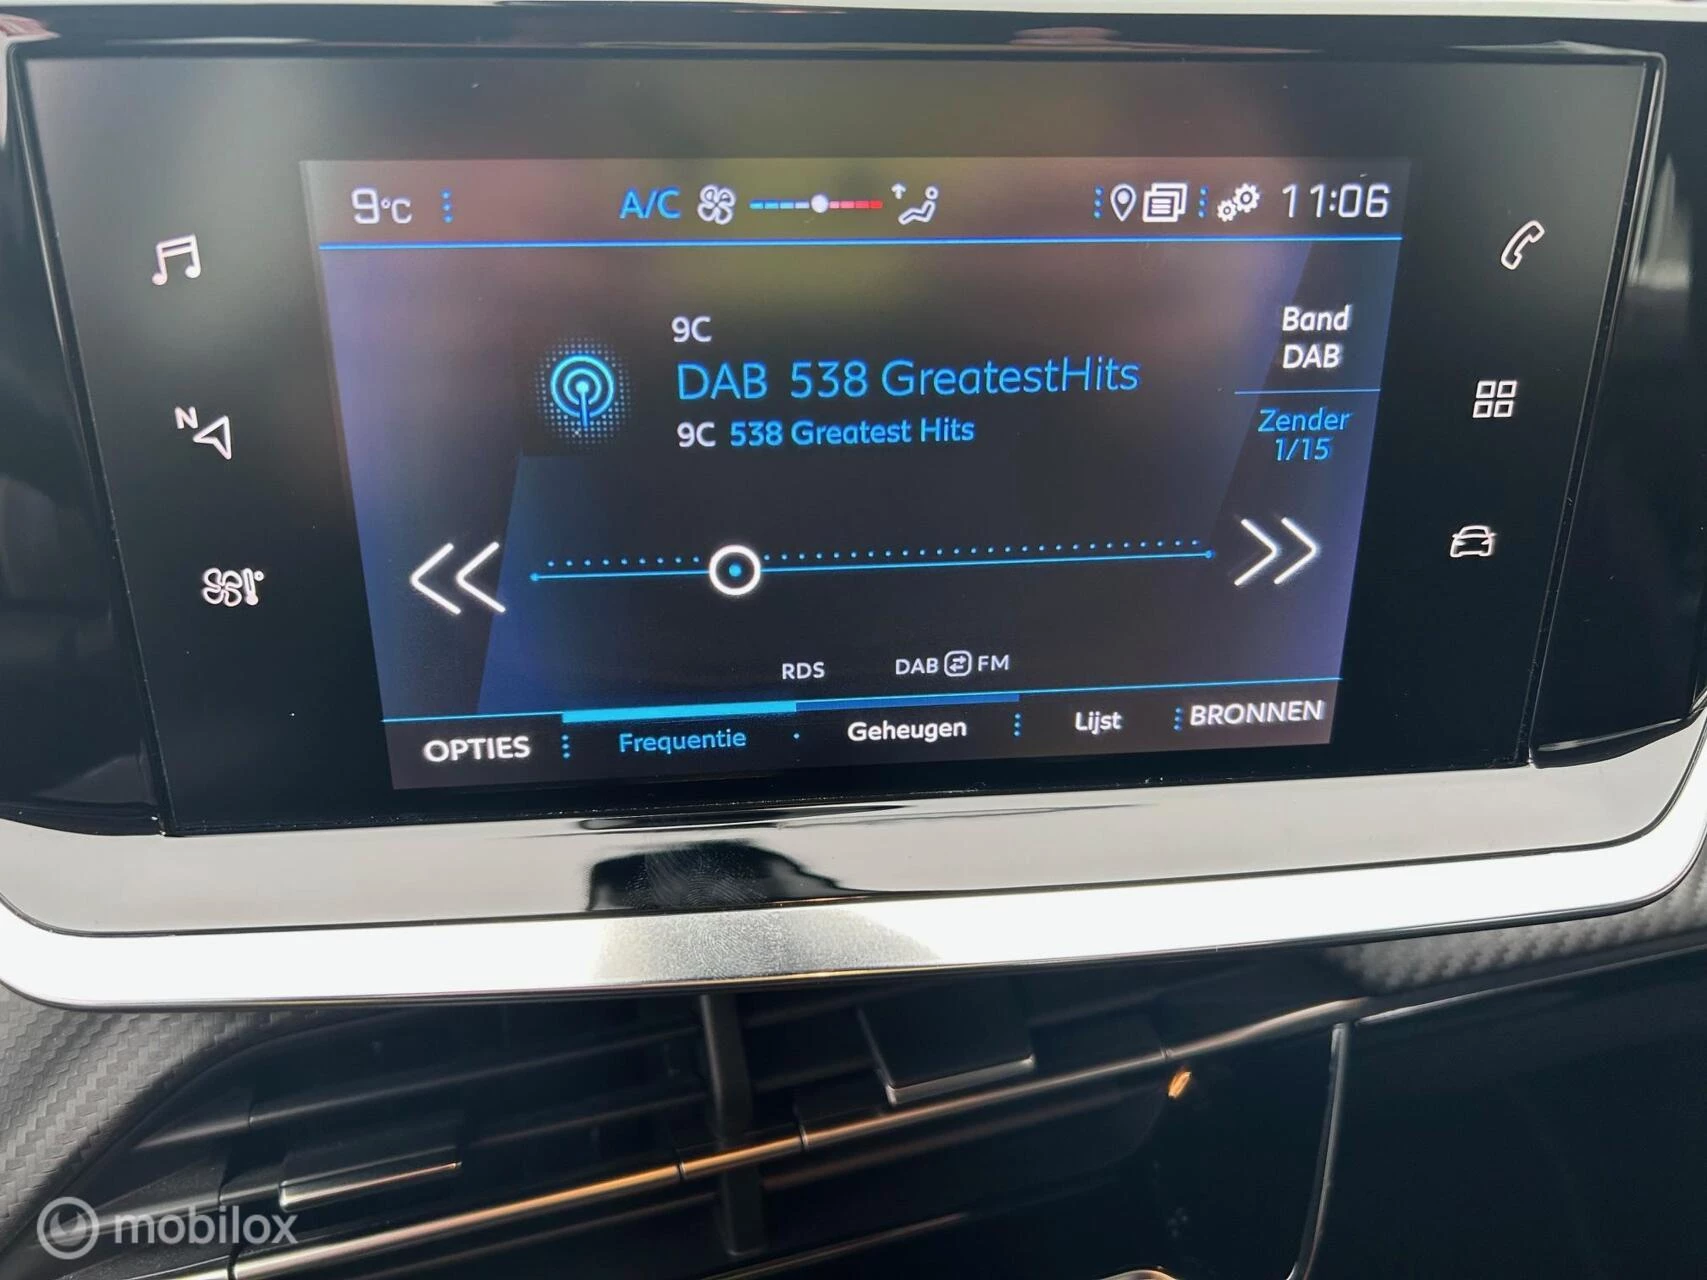 9°C A/C 11:06
9C
DAB 538 GreatestHits
9C 538 Greatest Hits
Band
DAB
Zender
1/15
N
RDS DAB FM
OPTIES Frequentie Geheugen Lijst BRONNEN
mobilox